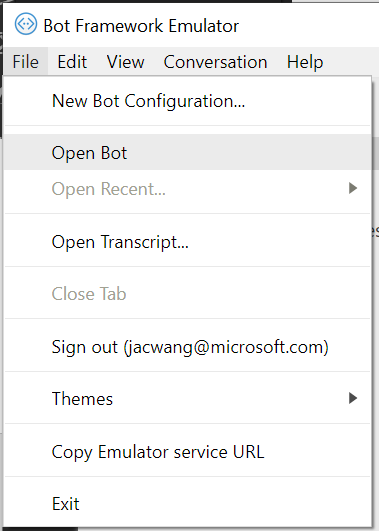 Bot Framework Emulator
File Edit View Conversation Help
New Bot Configuration...
Open Bot
Open Recent...
Open Transcript...
Close Tab
Sign out (jacwang@microsoft.com)
Themes
Copy Emulator service URL
Exit